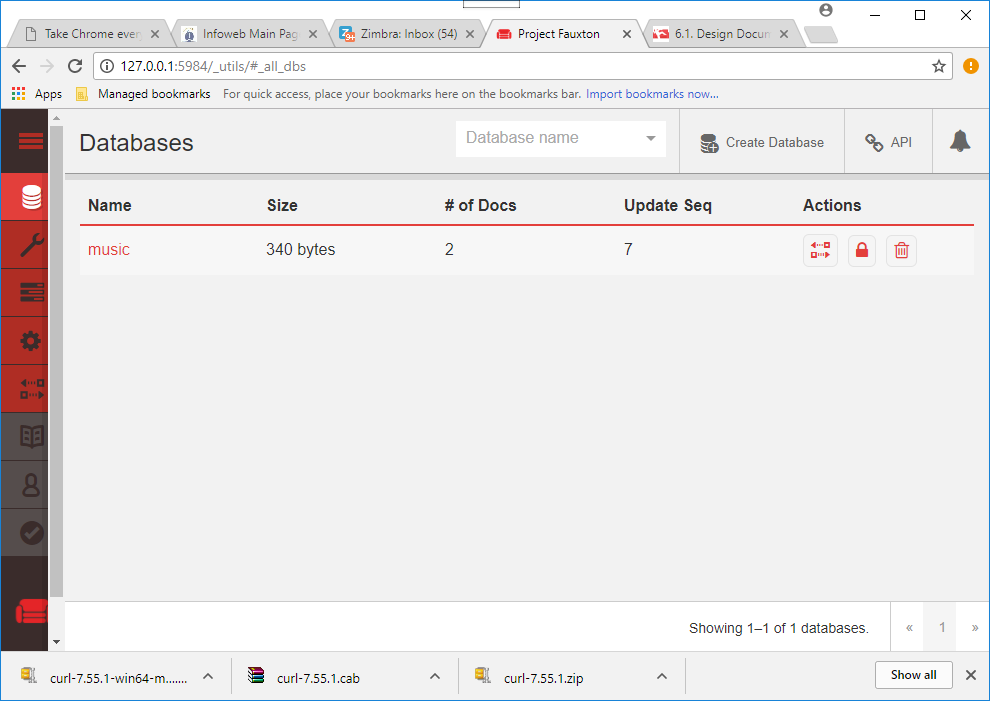 Take Chrome ever
Infoweb Main Pag
Zimbra: Inbox (54)
Project Fauxton
6.1. Design Docum
127.0.0.1:5984/_utils/#_all_dbs
Apps
Managed bookmarks
For quick access, place your bookmarks here on the bookmarks bar. Import bookmarks now...
Databases
Database name
Create Database
API
Name Size # of Docs Update Seq Actions
music 340 bytes 2 7
Showing 1–1 of 1 databases.
« 1 »
curl-7.55.1-win64-m.......
curl-7.55.1.cab
curl-7.55.1.zip
Show all